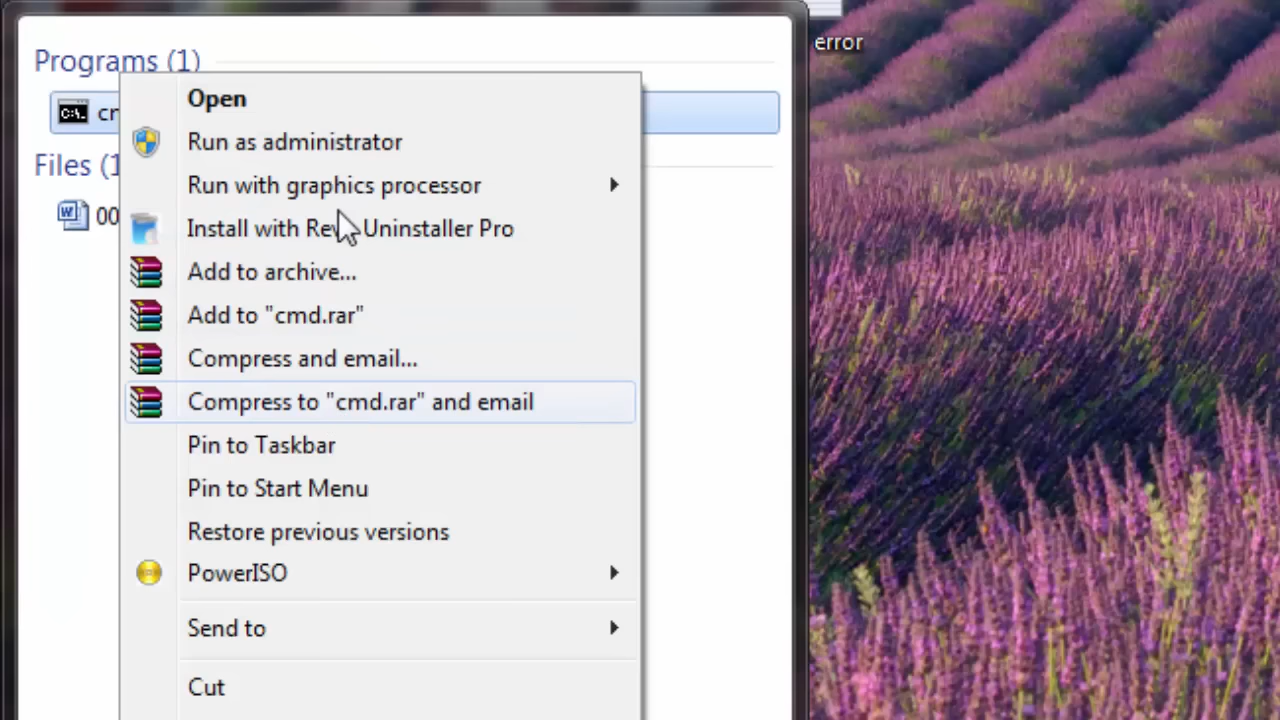 error
Programs (1)
Open
Run as administrator
Files (1
Run with graphics processor
00
Install with Rev Uninstaller Pro
Add to archive...
Add to "cmd.rar"
Compress and email...
Compress to "cmd.rar" and email
Pin to Taskbar
Pin to Start Menu
Restore previous versions
PowerISO
Send to
Cut